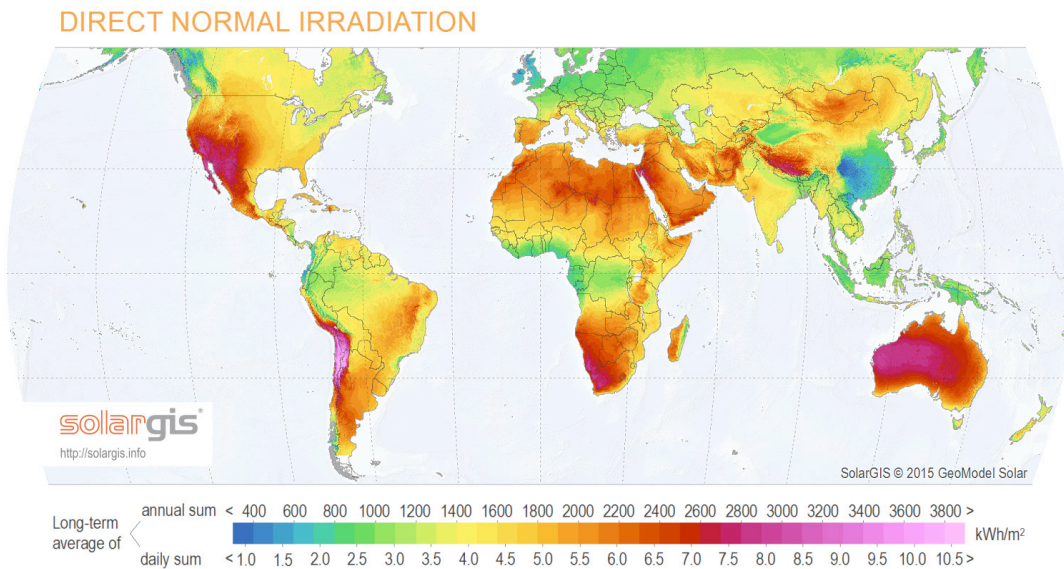 DIRECT NORMAL IRRADIATION
solargis®
http://solargis.info
SolarGIS © 2015 GeoModel Solar
Long-term average of
annual sum < 400 600 800 1000 1200 1400 1600 1800 2000 2200 2400 2600 2800 3000 3200 3400 3600 3800 > kWh/m²
daily sum < 1.0 1.5 2.0 2.5 3.0 3.5 4.0 4.5 5.0 5.5 6.0 6.5 7.0 7.5 8.0 8.5 9.0 9.5 10.0 10.5 >